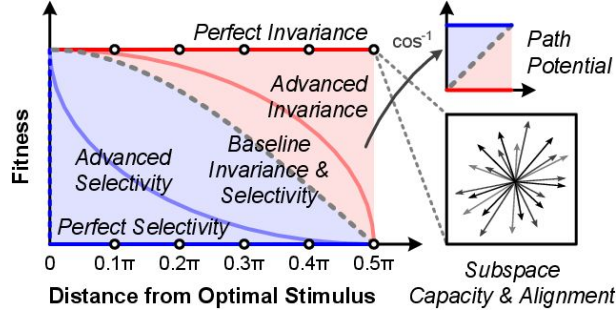 Perfect Invariance
cos⁻¹
Path
Potential
Advanced
Invariance
Baseline
Invariance &
Selectivity
Advanced
Selectivity
Perfect Selectivity
Fitness
0 0.1π 0.2π 0.3π 0.4π 0.5π
Distance from Optimal Stimulus
Subspace
Capacity & Alignment